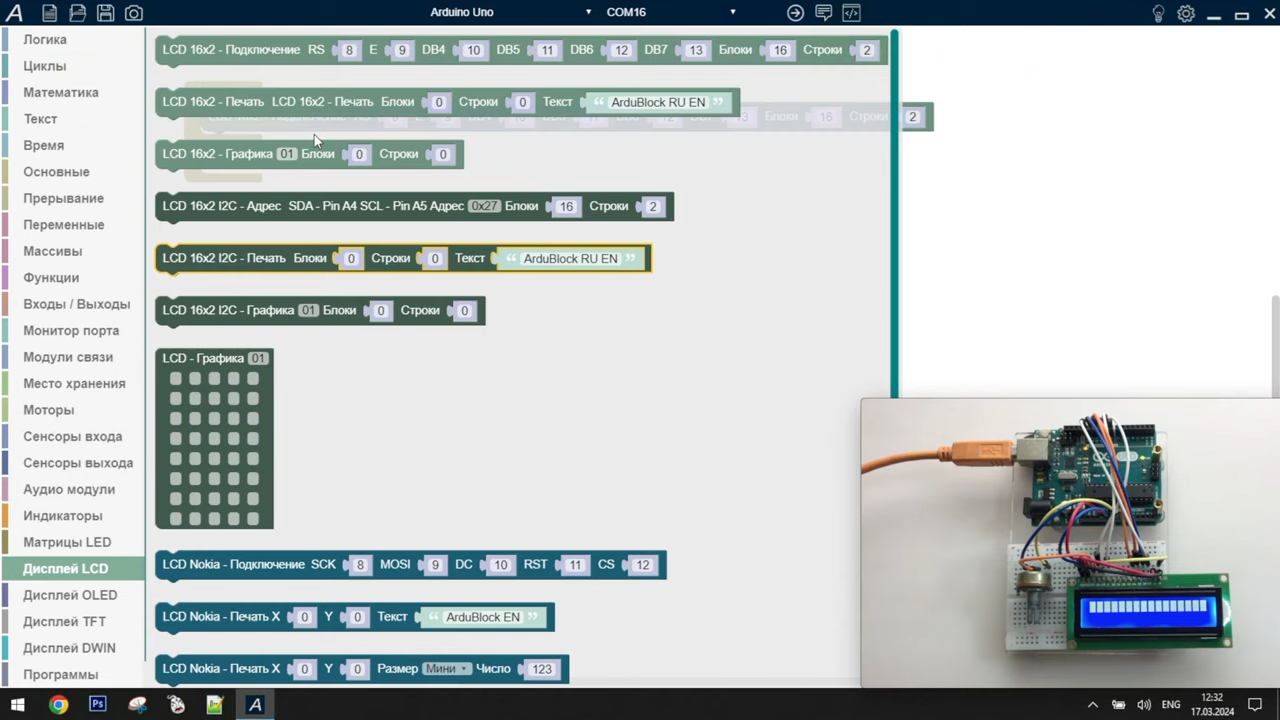 Arduino Uno
COM16
Логика
Циклы
Математика
Текст
Время
Основные
Прерывание
Переменные
Массивы
Функции
Входы / Выходы
Монитор порта
Модули связи
Место хранения
Моторы
Сенсоры входа
Сенсоры выхода
Аудио модули
Индикаторы
Матрицы LED
Дисплей LCD
Дисплей OLED
Дисплей TFT
Дисплей DWIN
Программы
LCD 16x2 - Подключение RS 8 E 9 DB4 10 DB5 11 DB6 12 DB7 13 Блоки 16 Строки 2
LCD 16x2 - Печать LCD 16x2 - Печать Блоки 0 Строки 0 Текст “ ArduBlock RU EN ”
13 Блоки 16 Строки 2
LCD 16x2 - Графика 01 Блоки 0 Строки 0
LCD 16x2 I2C - Адрес SDA - Pin A4 SCL - Pin A5 Адрес 0x27 Блоки 16 Строки 2
LCD 16x2 I2C - Печать Блоки 0 Строки 0 Текст “ ArduBlock RU EN ”
LCD 16x2 I2C - Графика 01 Блоки 0 Строки 0
LCD - Графика 01
LCD Nokia - Подключение SCK 8 MOSI 9 DC 10 RST 11 CS 12
LCD Nokia - Печать X 0 Y 0 Текст “ ArduBlock EN ”
LCD Nokia - Печать X 0 Y 0 Размер Мини Число 123
ENG
12:32
17.03.2024